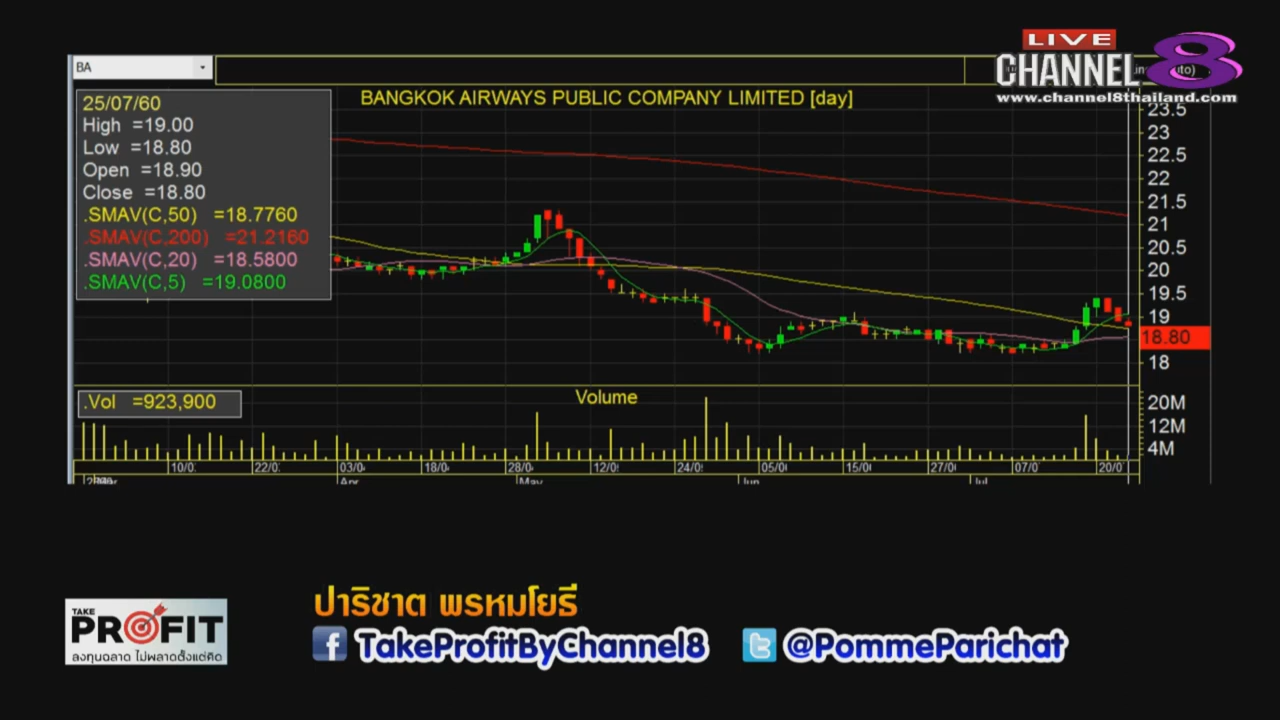 LIVE
CHANNEL 8
www.channel8thailand.com
BA
BANGKOK AIRWAYS PUBLIC COMPANY LIMITED [day]
25/07/60
High =19.00
Low =18.80
Open =18.90
Close =18.80
.SMAV(C,50) =18.7760
.SMAV(C,200) =21.2160
.SMAV(C,20) =18.5800
.SMAV(C,5) =19.0800
23.5
23
22.5
22
21.5
21
20.5
20
19.5
19
18.80
18
.Vol =923,900
Volume
20M
12M
4M
10/0 22/0 03/0 18/0 28/0 12/0 24/0 05/0 15/0 27/0 07/0 20/0
Apr May Jun Jul
TAKE
PROFIT
ลงทุนฉลาด ไม่พลาดตั้งแต่คิด
ปาริชาต พรหมโยธี
TakeProfitByChannel8 @PommeParichat